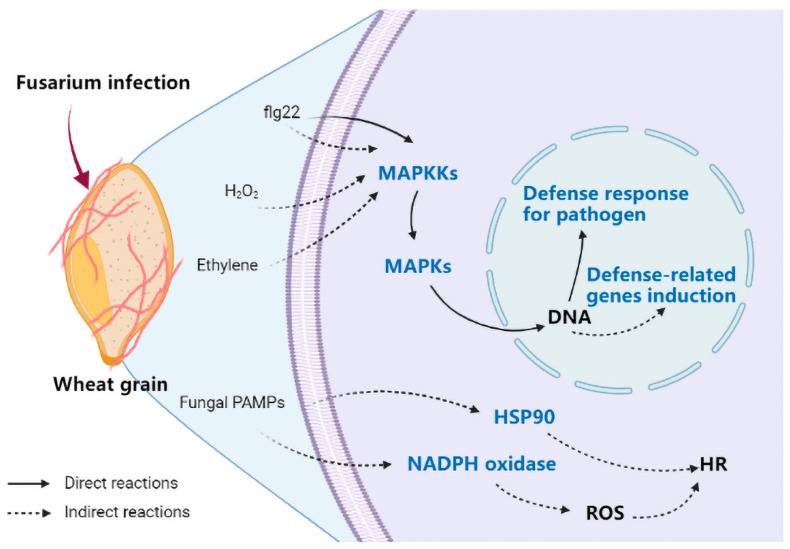 Fusarium infection
flg22
MAPKKs
H₂O₂
Ethylene
MAPKs
Defense response
for pathogen
Defense-related
genes induction
DNA
Wheat grain
Fungal PAMPs
HSP90
NADPH oxidase
HR
ROS
Direct reactions
Indirect reactions